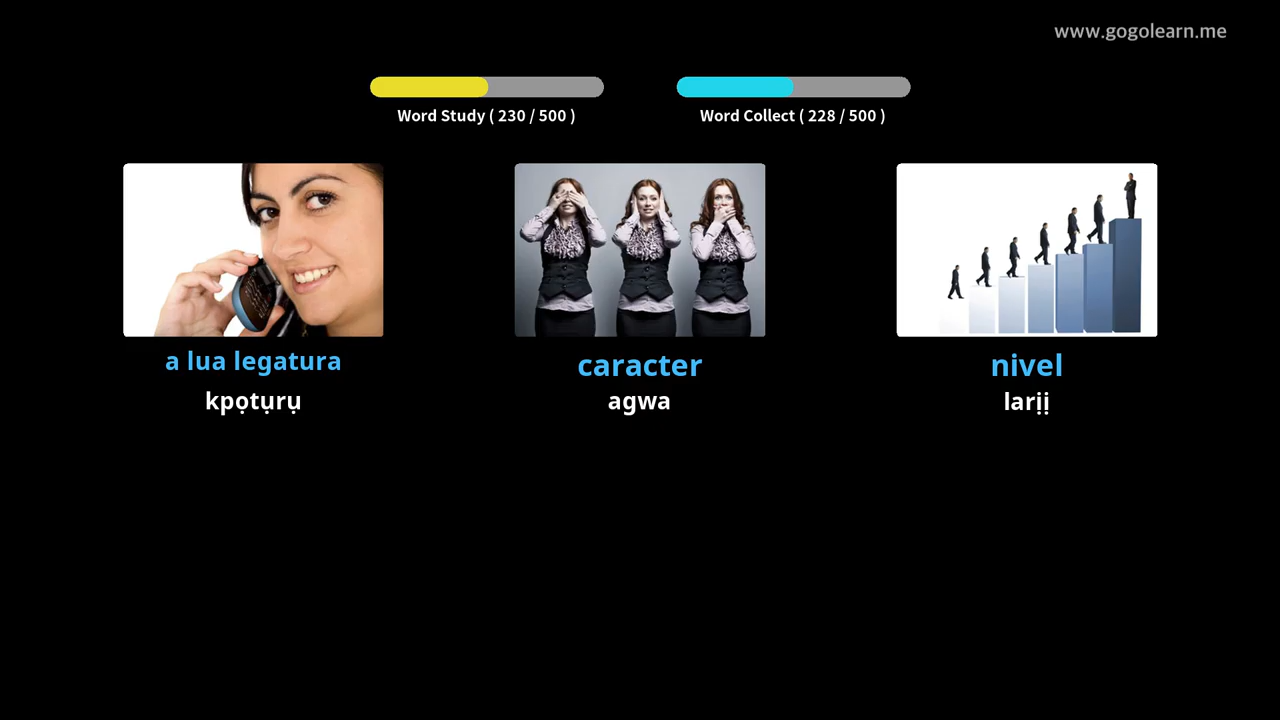 www.gogolearn.me
Word Study ( 230 / 500 )
Word Collect ( 228 / 500 )
a lua legatura
caracter
nivel
kpọtụrụ
agwa
larịị